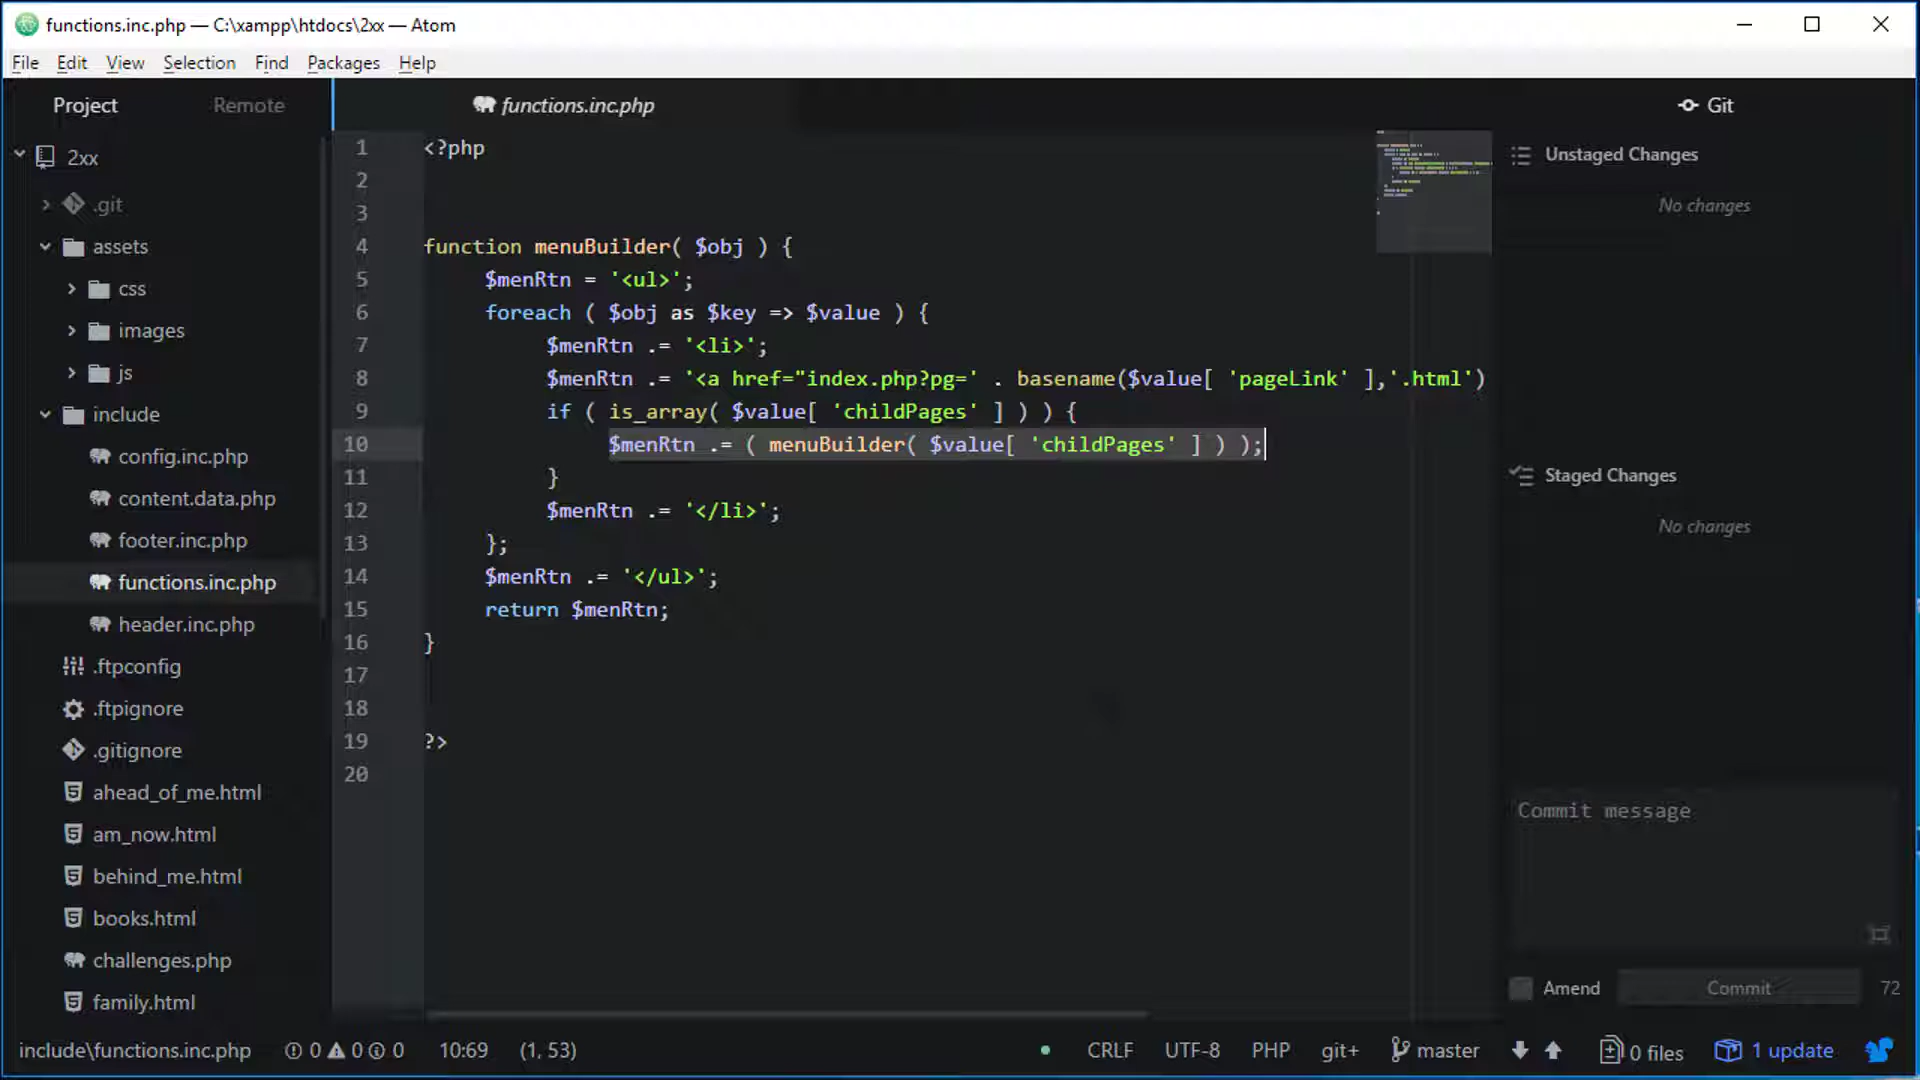 functions.inc.php — C:\xampp\htdocs\2xx — Atom
File Edit View Selection Find Packages Help
Project Remote
functions.inc.php
Git
2xx
.git
assets
css
images
js
include
config.inc.php
content.data.php
footer.inc.php
functions.inc.php
header.inc.php
.ftpconfig
.ftpignore
.gitignore
ahead_of_me.html
am_now.html
behind_me.html
books.html
challenges.php
family.html
1 <?php
2
3
4 function menuBuilder( $obj ) {
5 $menRtn = '<ul>';
6 foreach ( $obj as $key => $value ) {
7 $menRtn .= '<li>';
8 $menRtn .= '<a href="index.php?pg=' . basename($value[ 'pageLink' ],'.html')
9 if ( is_array( $value[ 'childPages' ] ) ) {
10 $menRtn .= ( menuBuilder( $value[ 'childPages' ] ) );
11 }
12 $menRtn .= '</li>';
13 };
14 $menRtn .= '</ul>';
15 return $menRtn;
16 }
17
18
19 ?>
20
Unstaged Changes
No changes
Staged Changes
No changes
Commit message
Amend Commit 72
include\functions.inc.php 0 0 0 10:69 (1, 53) CRLF UTF-8 PHP git+ master 0 files 1 update